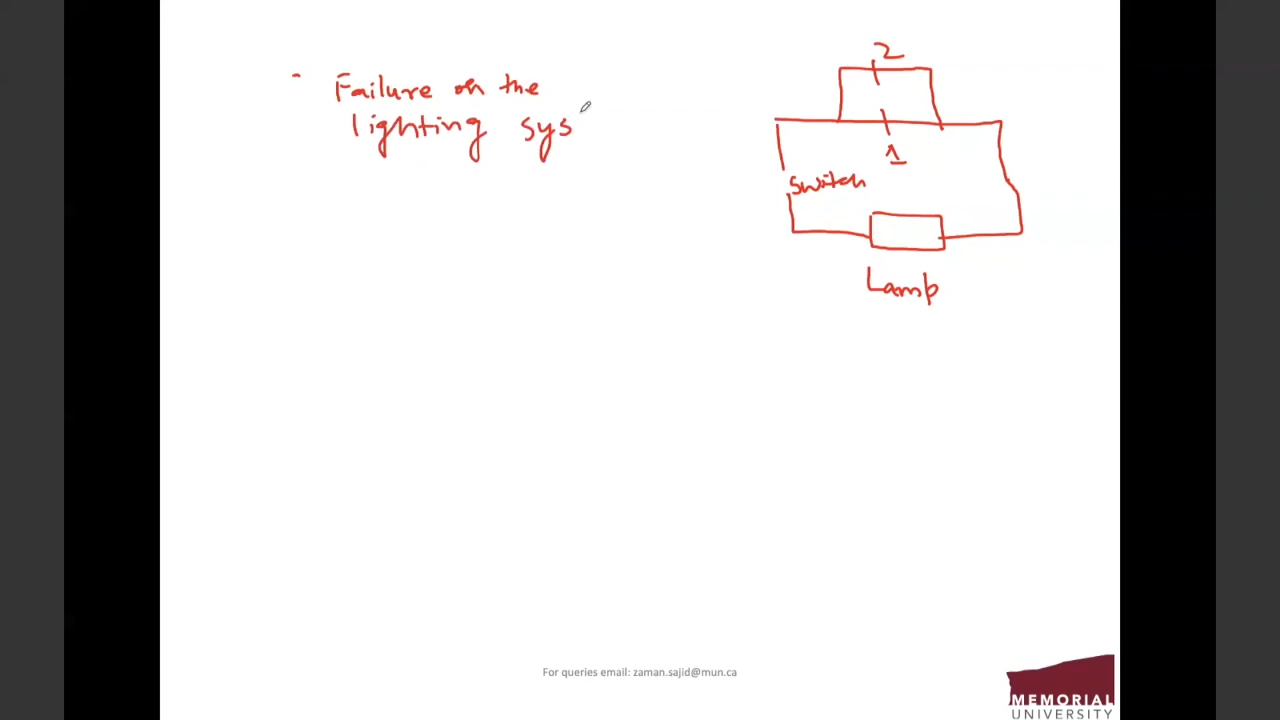 - Failure on the
lighting sys
2
1
Switch
Lamp
For queries email: zaman.sajid@mun.ca
MEMORIAL
UNIVERSITY